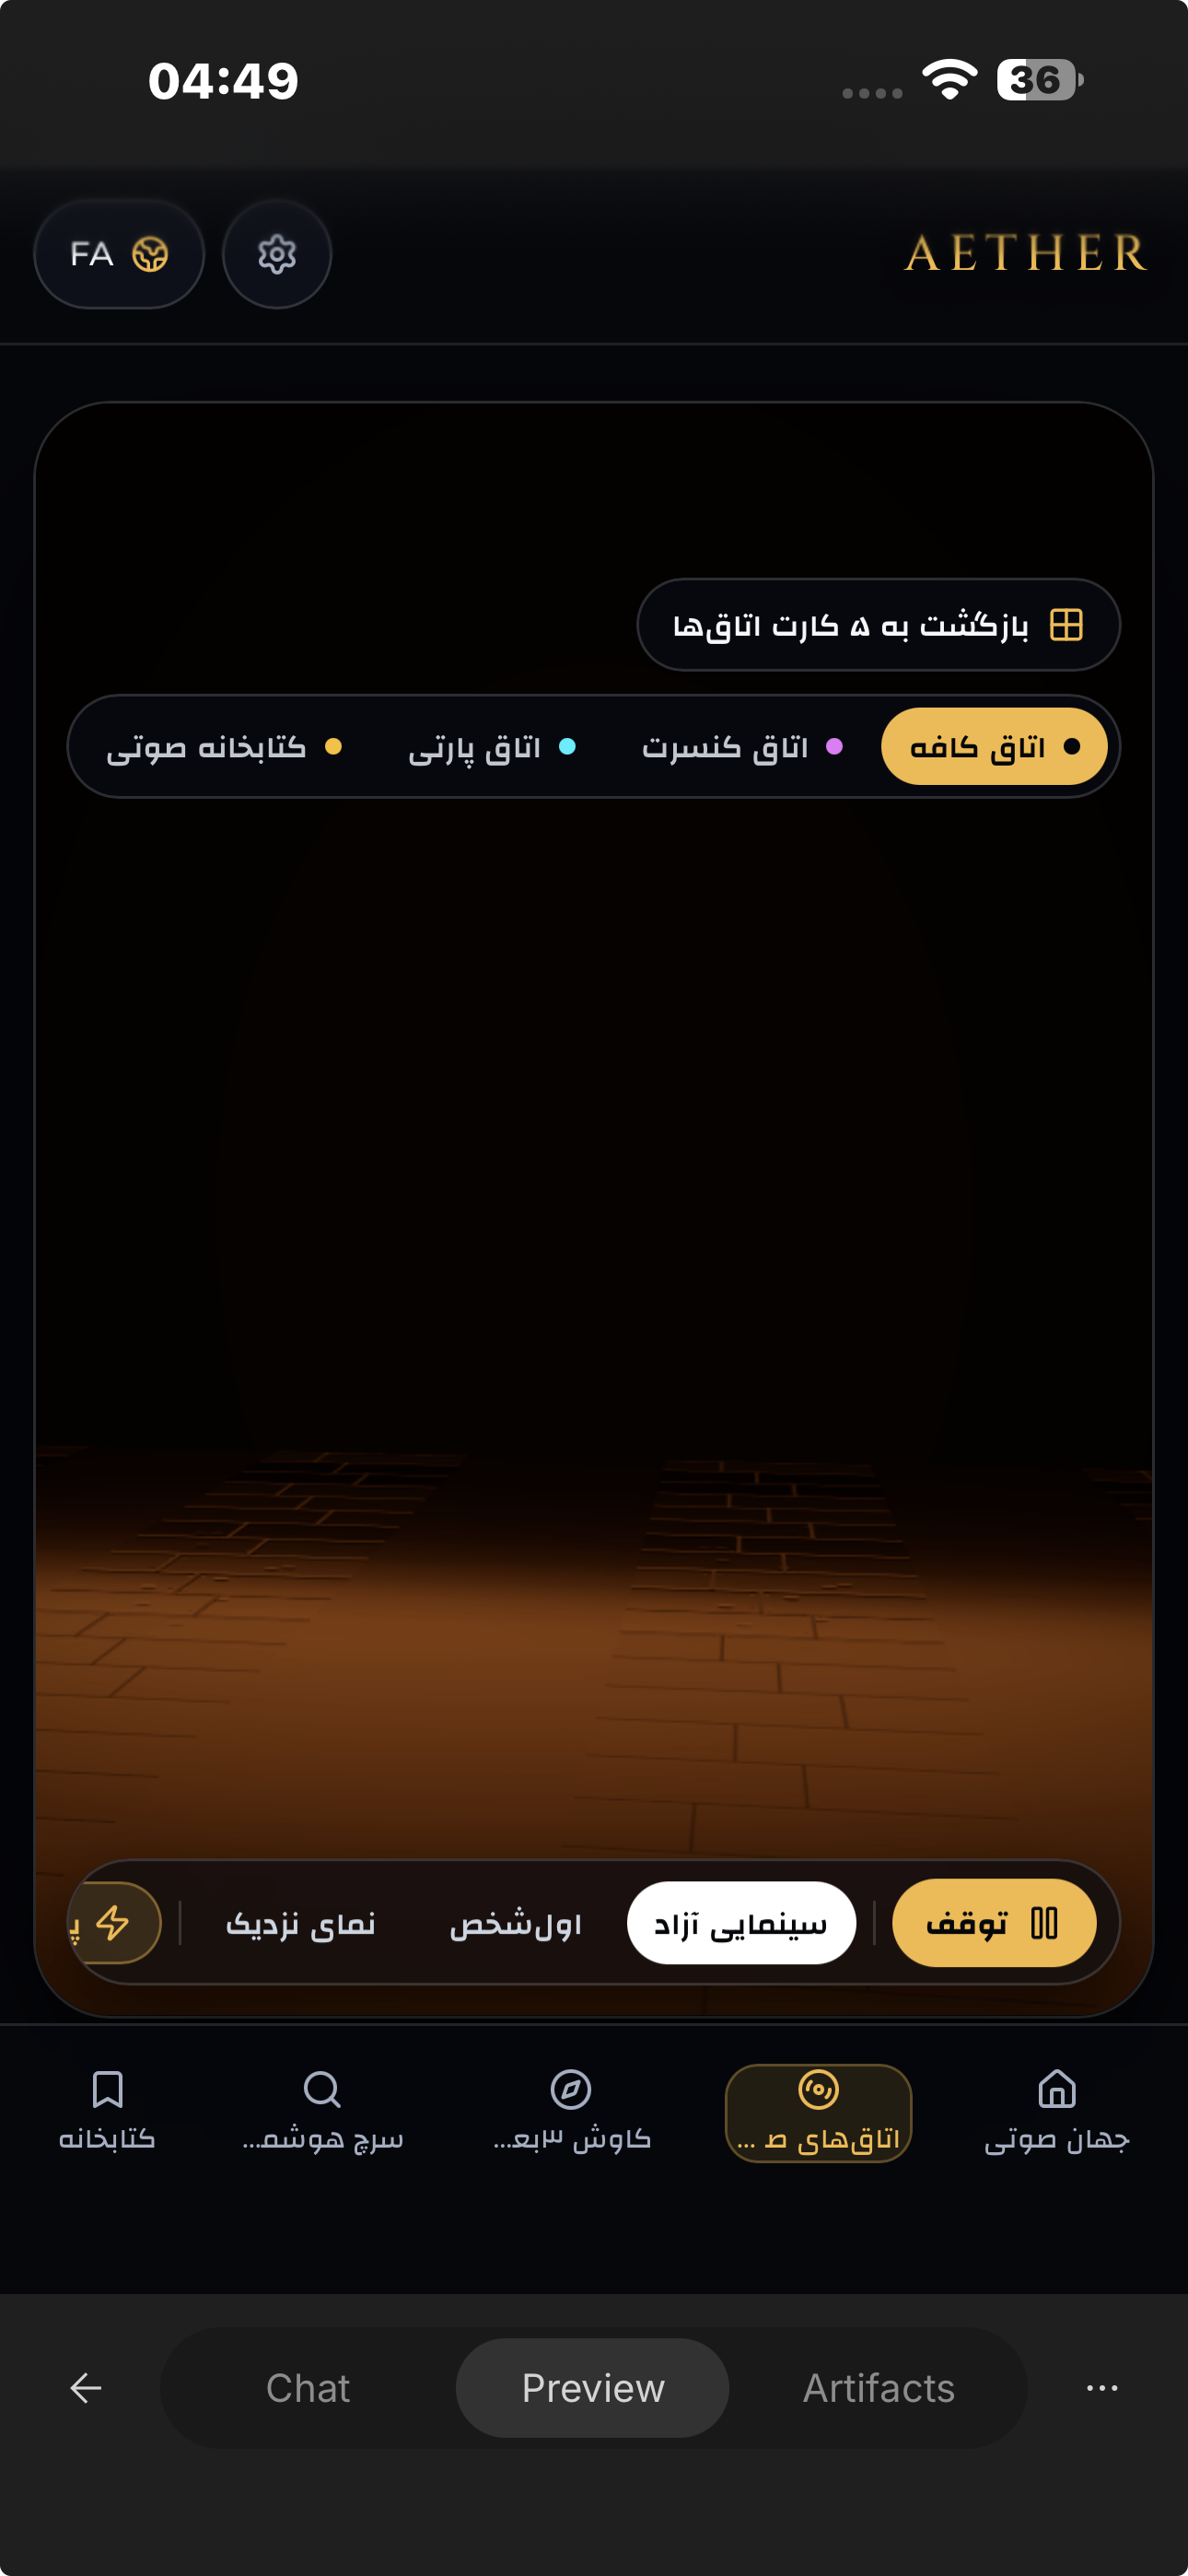 04:49
36
FA
AETHER
بازگشت به ۵ کارت اتاق‌ها
اتاق کافه
اتاق کنسرت
اتاق پارتی
کتابخانه صوتی
توقف
سینمایی آزاد
اول‌شخص
نمای نزدیک
پ
جهان صوتی
اتاق‌های ص ...
کاوش ۳بعـ...
سرچ هوشمـ...
کتابخانه
Chat
Preview
Artifacts